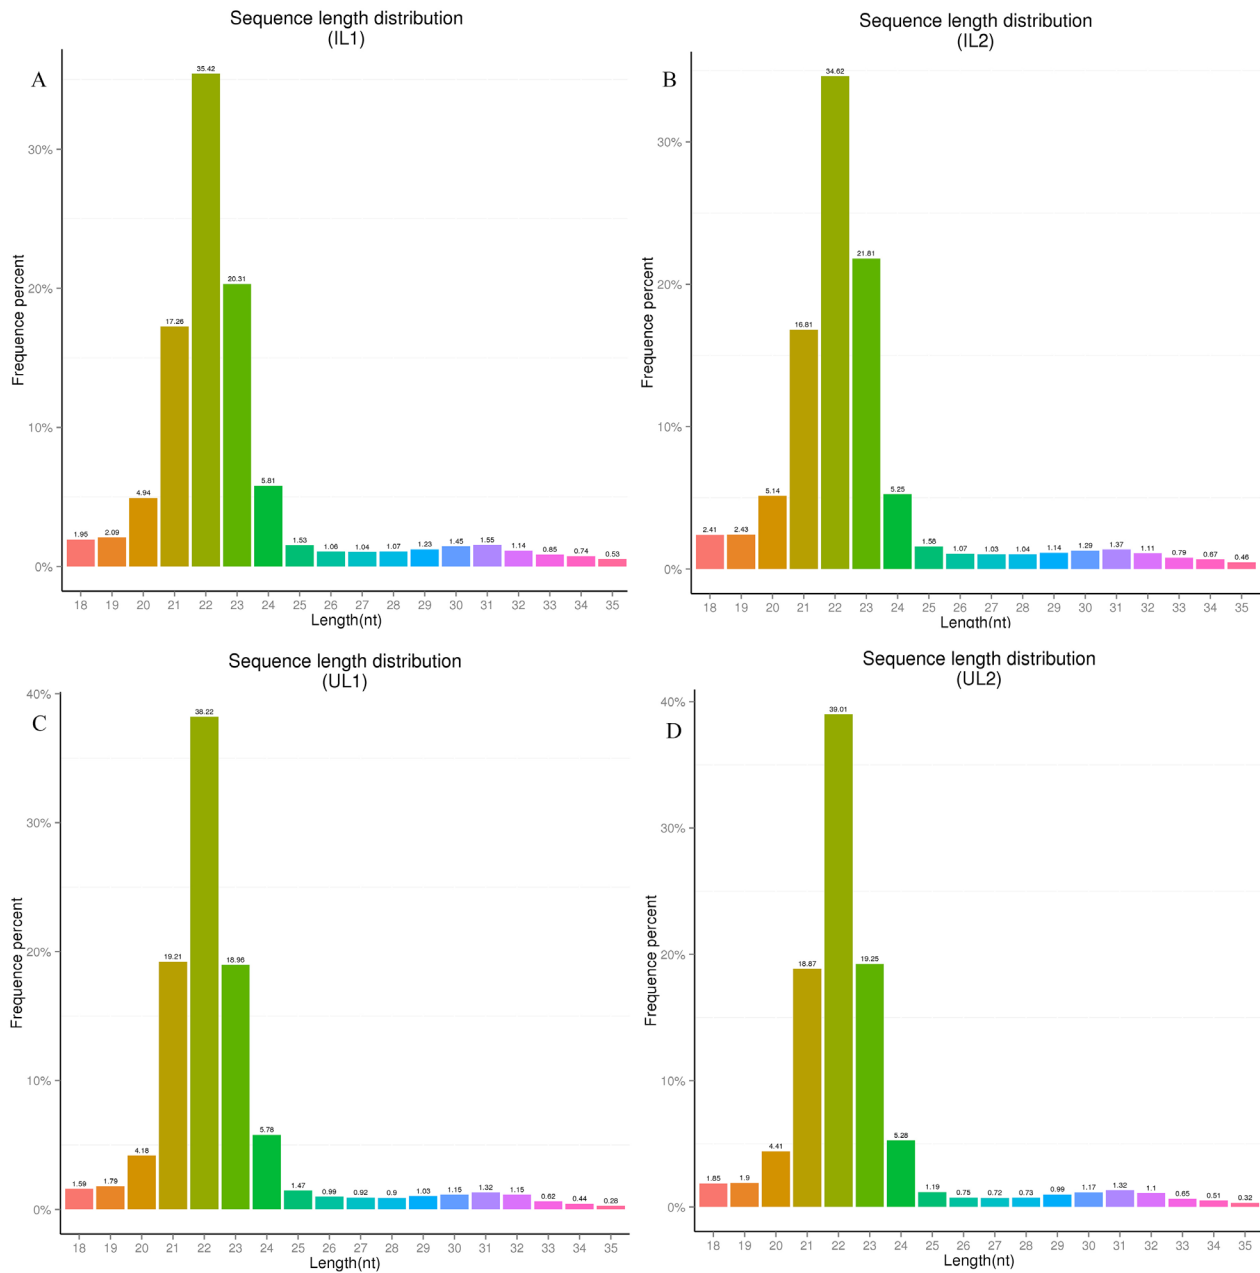 Sequence length distribution
(IL1)
A
35.42
30%
20.31
20%
17.26
Frequence percent
10%
5.81
4.94
1.95 2.09 1.53 1.06 1.04 1.07 1.23 1.45 1.55 1.14 0.85 0.74 0.53
0%
18 19 20 21 22 23 24 25 26 27 28 29 30 31 32 33 34 35
Length(nt)
Sequence length distribution
(IL2)
B
34.62
30%
21.81
20%
16.81
Frequence percent
10%
5.14 5.25
2.41 2.43 1.58 1.07 1.03 1.04 1.14 1.29 1.37 1.11 0.79 0.67 0.46
0%
18 19 20 21 22 23 24 25 26 27 28 29 30 31 32 33 34 35
Length(nt)
Sequence length distribution
(UL1)
40%
C
38.22
30%
20%
19.21 18.96
Frequence percent
10%
5.78
4.18
1.59 1.79 1.47 0.99 0.92 0.9 1.03 1.15 1.32 1.15 0.62 0.44 0.28
0%
18 19 20 21 22 23 24 25 26 27 28 29 30 31 32 33 34 35
Length(nt)
Sequence length distribution
(UL2)
40%
D
39.01
30%
20%
18.87 19.25
Frequence percent
10%
5.28
4.41
1.85 1.9 1.19 0.75 0.72 0.73 0.99 1.17 1.32 1.1 0.65 0.51 0.32
0%
18 19 20 21 22 23 24 25 26 27 28 29 30 31 32 33 34 35
Length(nt)